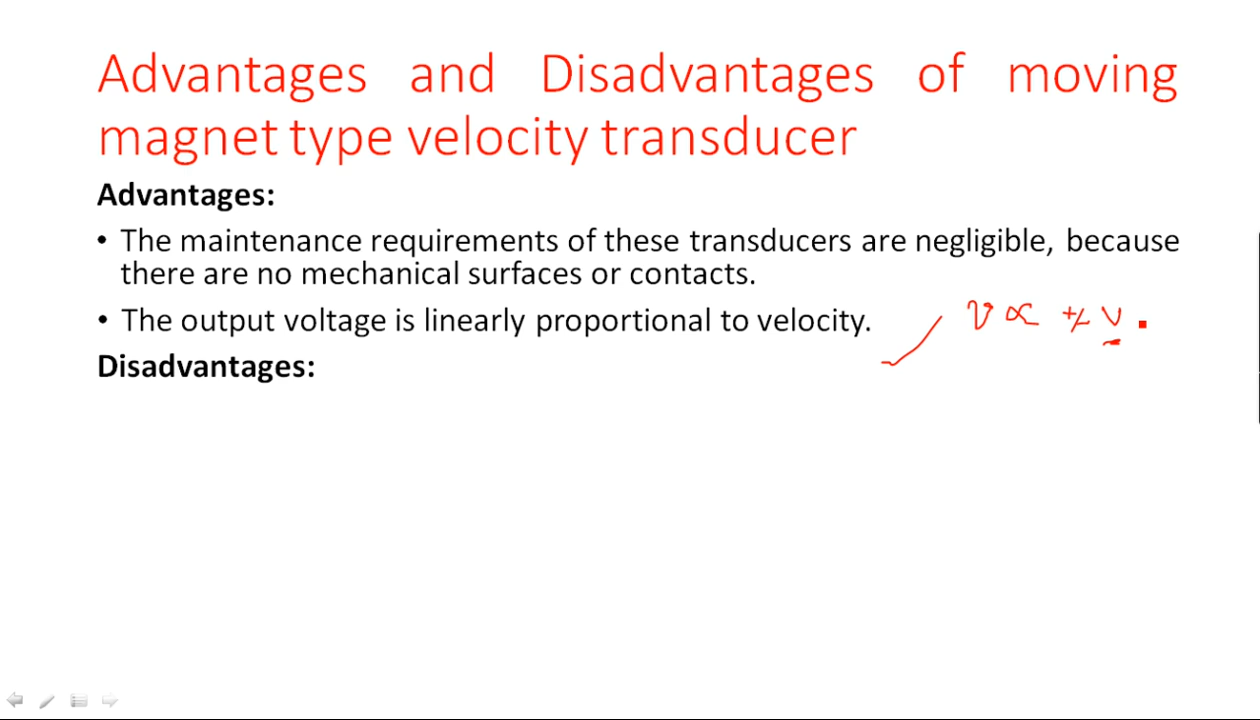 Advantages and Disadvantages of moving
magnet type velocity transducer
Advantages:
• The maintenance requirements of these transducers are negligible, because
there are no mechanical surfaces or contacts.
• The output voltage is linearly proportional to velocity.
V ∝ +/- V .
Disadvantages: